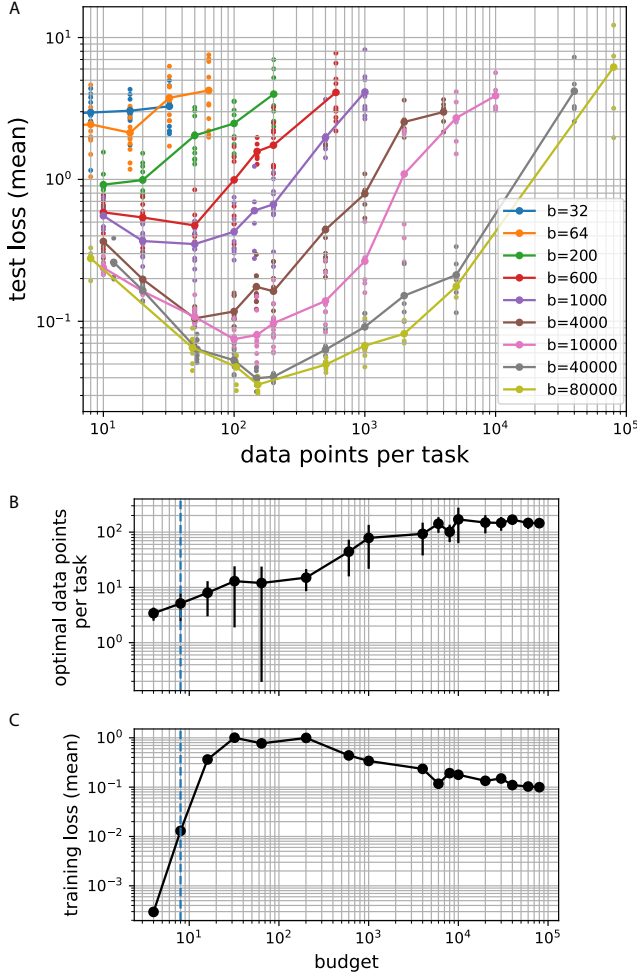 A
10¹
10⁰
10⁻¹
test loss (mean)
b=32
b=64
b=200
b=600
b=1000
b=4000
b=10000
b=40000
b=80000
10¹ 10² 10³ 10⁴ 10⁵
data points per task
B
10²
10¹
10⁰
optimal data points
per task
C
10⁰
10⁻¹
10⁻²
10⁻³
training loss (mean)
10¹ 10² 10³ 10⁴ 10⁵
budget